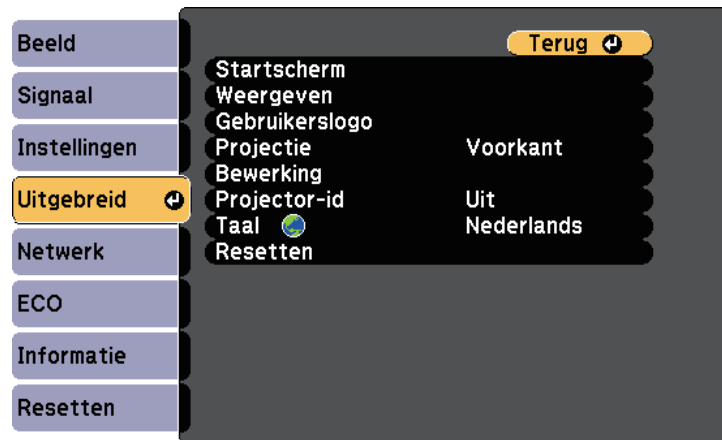 Beeld
Signaal
Instellingen
Uitgebreid
Netwerk
ECO
Informatie
Resetten
Terug
Startscherm
Weergeven
Gebruikerslogo
Projectie Voorkant
Bewerking
Projector-id Uit
Taal Nederlands
Resetten